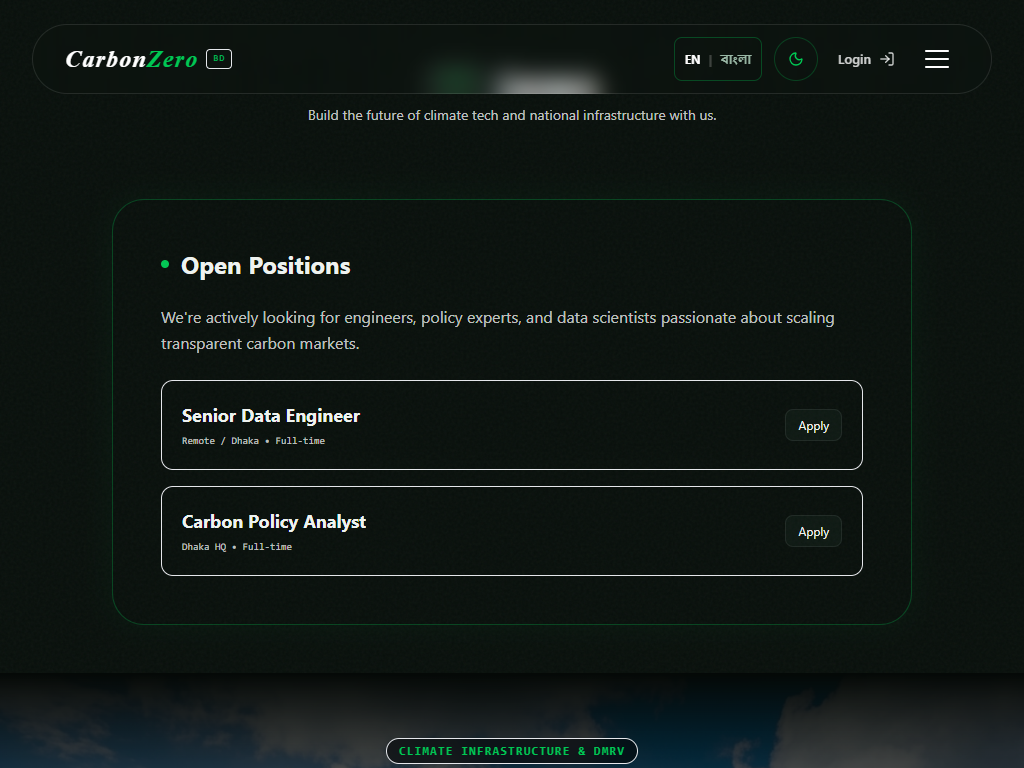 CarbonZero BD
EN | বাংলা
Login
Build the future of climate tech and national infrastructure with us.
Open Positions
We're actively looking for engineers, policy experts, and data scientists passionate about scaling
transparent carbon markets.
Senior Data Engineer
Remote / Dhaka • Full-time
Apply
Carbon Policy Analyst
Dhaka HQ • Full-time
Apply
CLIMATE INFRASTRUCTURE & DMRV